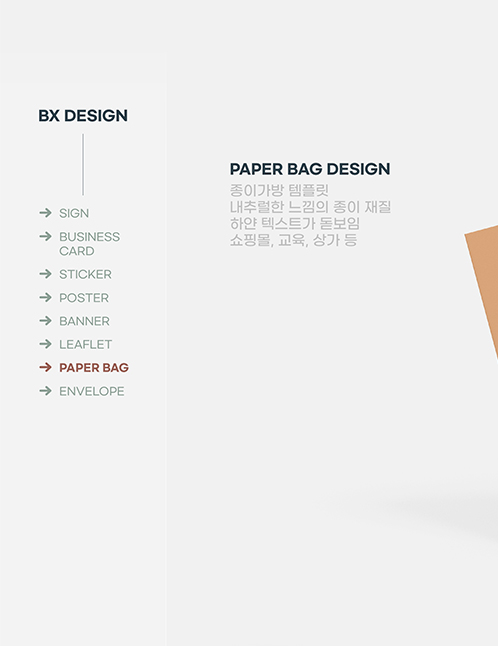 BX DESIGN
SIGN
BUSINESS
CARD
STICKER
POSTER
BANNER
LEAFLET
PAPER BAG
ENVELOPE
PAPER BAG DESIGN
종이가방 템플릿
내추럴한 느낌의 종이 재질
하얀 텍스트가 돋보임
쇼핑몰, 교육, 상가 등